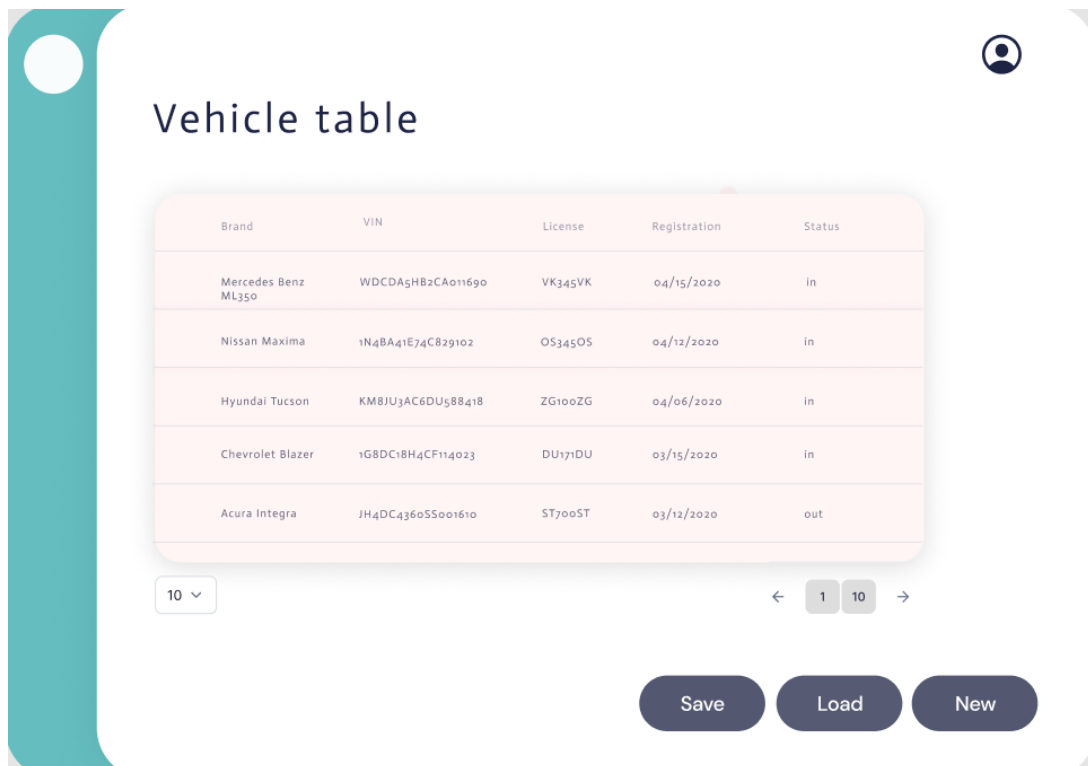 Vehicle table
Brand VIN License Registration Status
Mercedes Benz ML350 WDCDA5HB2CA011690 VK345VK 04/15/2020 in
Nissan Maxima 1N4BA41E74C829102 OS345OS 04/12/2020 in
Hyundai Tucson KM8JU3AC6DU588418 ZG100ZG 04/06/2020 in
Chevrolet Blazer 1G8DC18H4CF114023 DU171DU 03/15/2020 in
Acura Integra JH4DC4360SS001610 ST700ST 03/12/2020 out
10 1 10
Save Load New